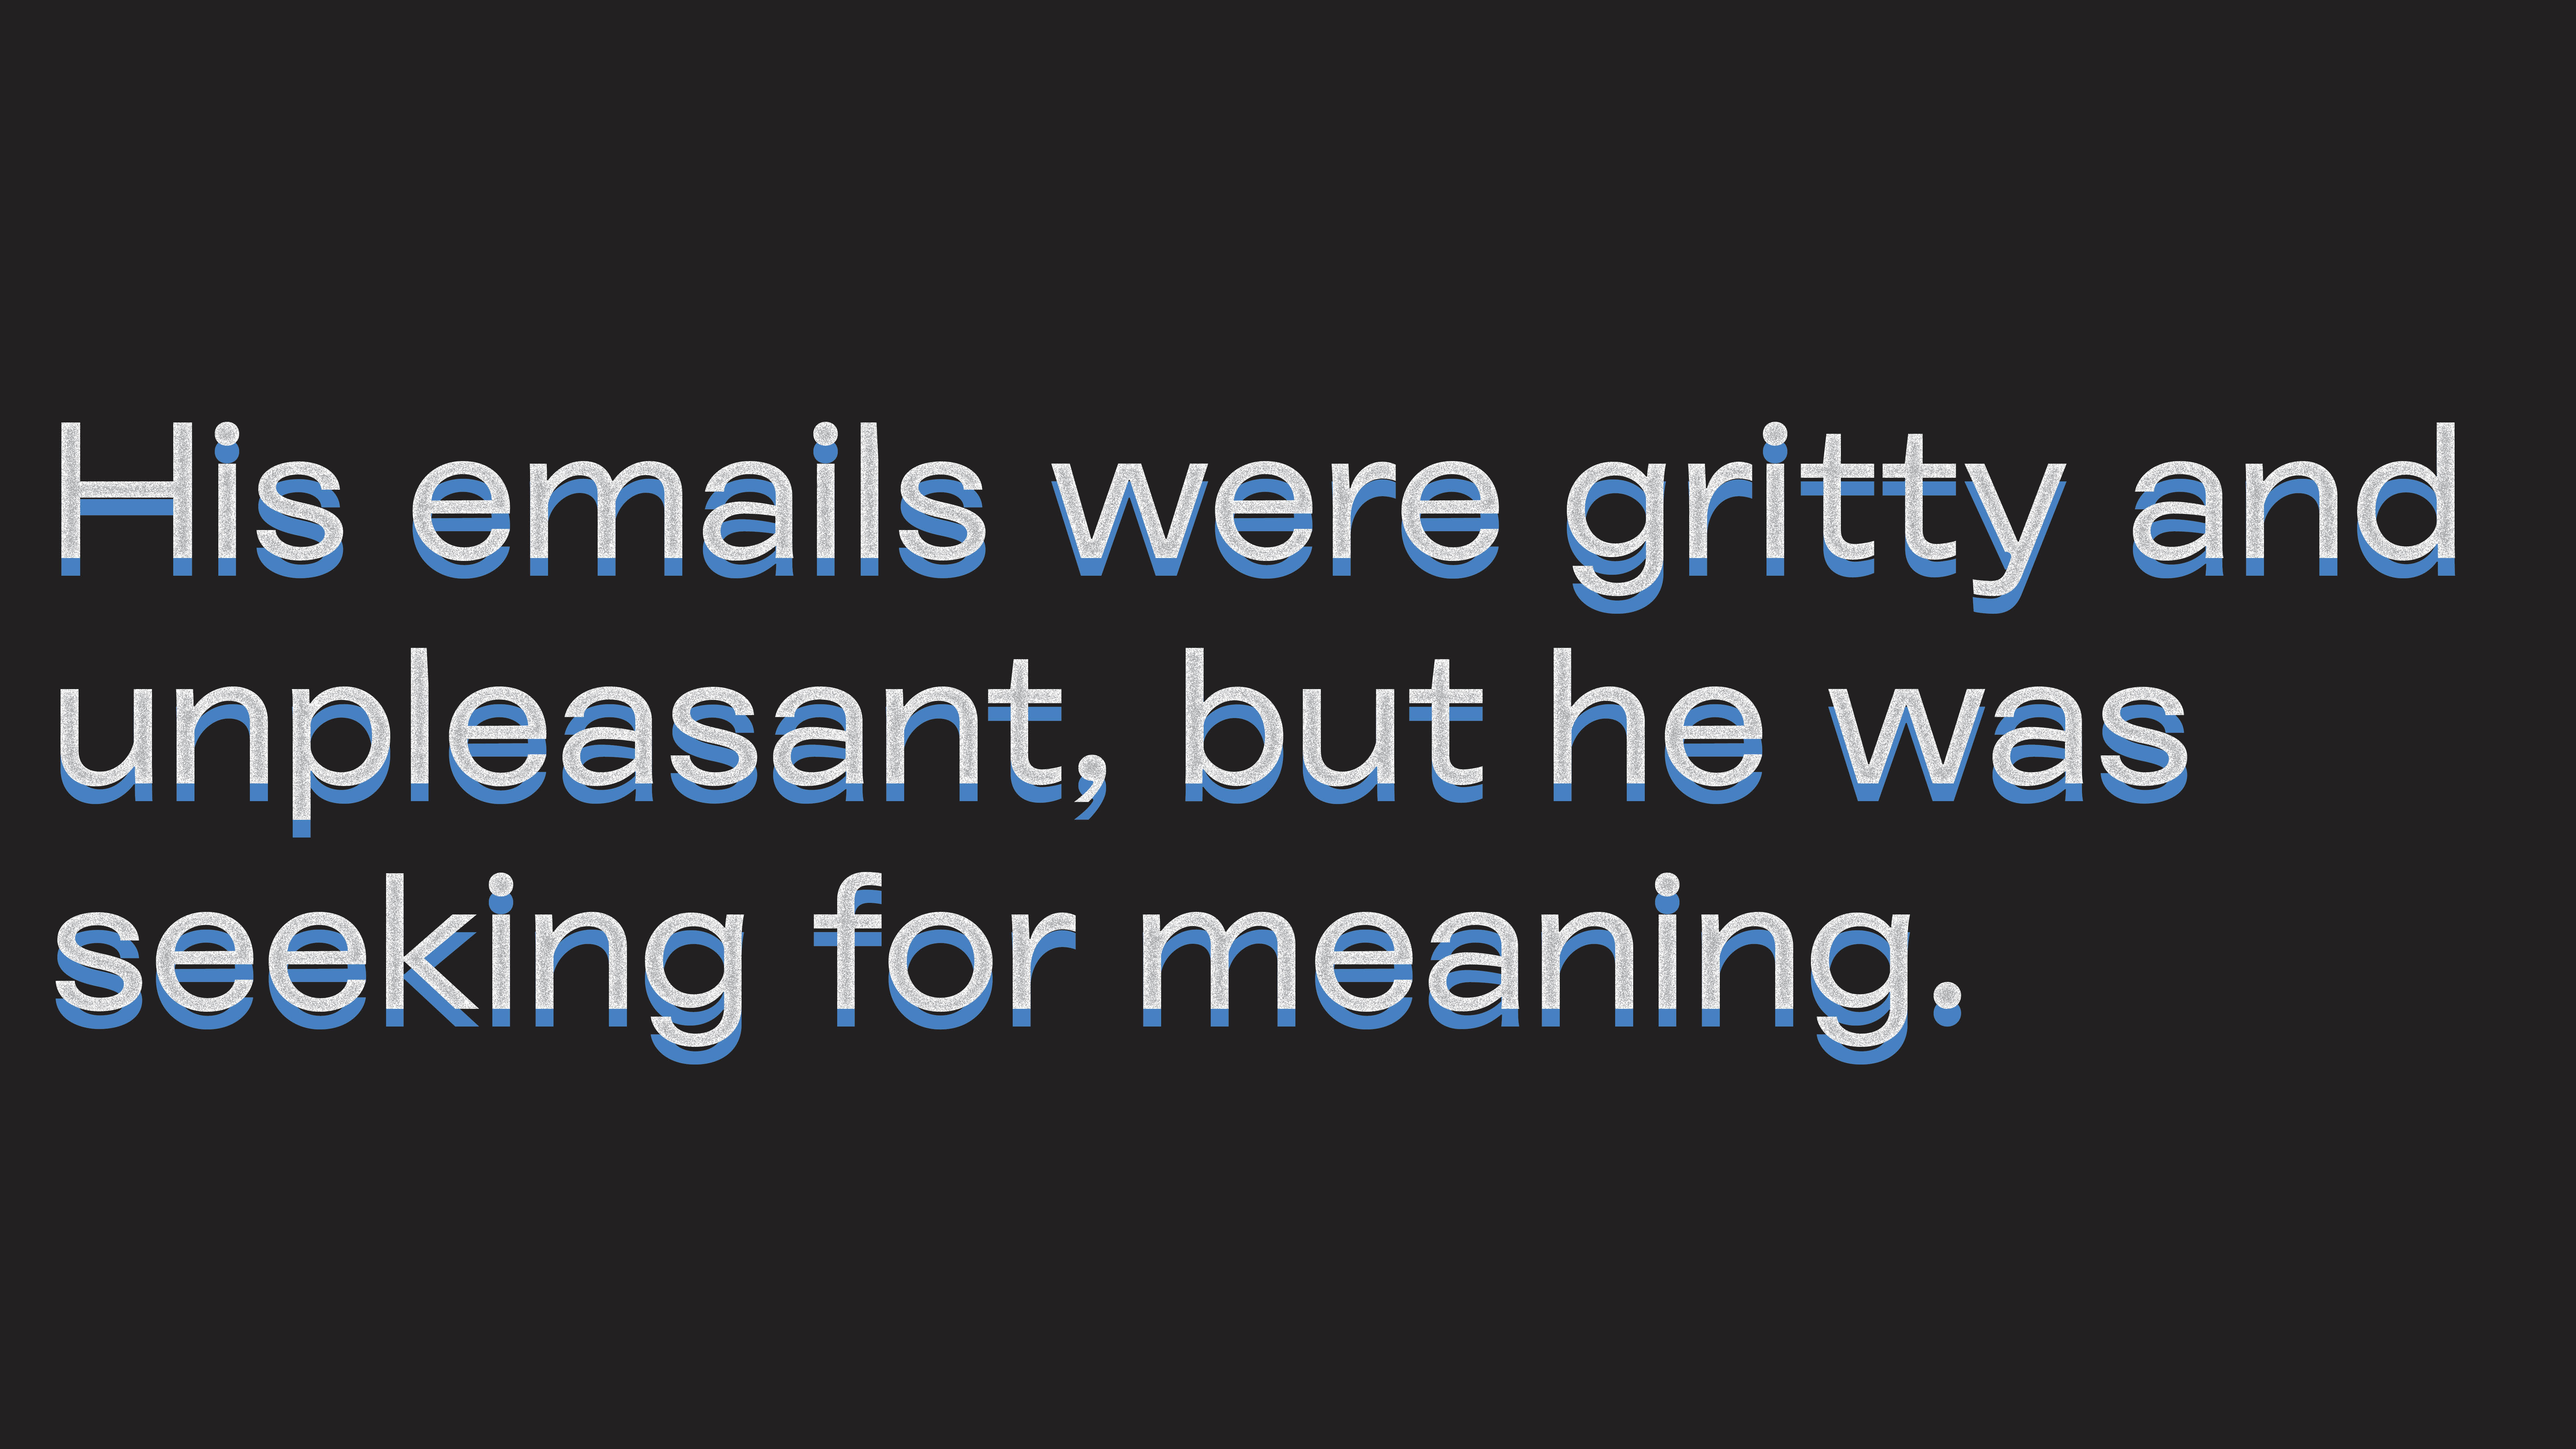 His emails were gritty and
unpleasant, but he was
seeking for meaning.